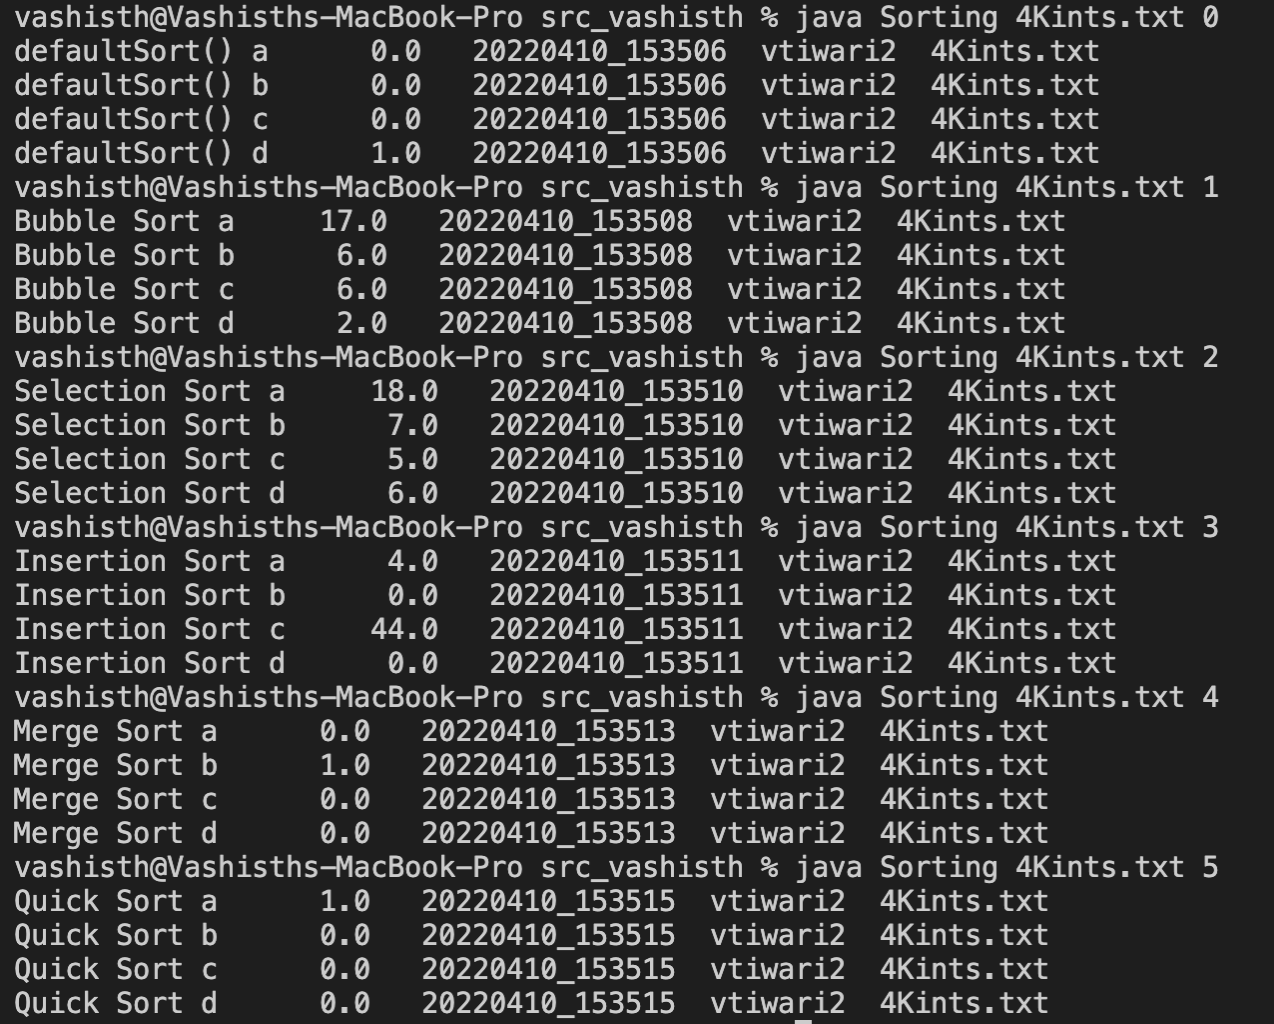 vashisth@Vashisths-MacBook-Pro src_vashisth % java Sorting 4Kints.txt 0
defaultSort() a      0.0   20220410_153506  vtiwari2  4Kints.txt
defaultSort() b      0.0   20220410_153506  vtiwari2  4Kints.txt
defaultSort() c      0.0   20220410_153506  vtiwari2  4Kints.txt
defaultSort() d      1.0   20220410_153506  vtiwari2  4Kints.txt
vashisth@Vashisths-MacBook-Pro src_vashisth % java Sorting 4Kints.txt 1
Bubble Sort a     17.0   20220410_153508  vtiwari2  4Kints.txt
Bubble Sort b      6.0   20220410_153508  vtiwari2  4Kints.txt
Bubble Sort c      6.0   20220410_153508  vtiwari2  4Kints.txt
Bubble Sort d      2.0   20220410_153508  vtiwari2  4Kints.txt
vashisth@Vashisths-MacBook-Pro src_vashisth % java Sorting 4Kints.txt 2
Selection Sort a     18.0   20220410_153510  vtiwari2  4Kints.txt
Selection Sort b      7.0   20220410_153510  vtiwari2  4Kints.txt
Selection Sort c      5.0   20220410_153510  vtiwari2  4Kints.txt
Selection Sort d      6.0   20220410_153510  vtiwari2  4Kints.txt
vashisth@Vashisths-MacBook-Pro src_vashisth % java Sorting 4Kints.txt 3
Insertion Sort a      4.0   20220410_153511  vtiwari2  4Kints.txt
Insertion Sort b      0.0   20220410_153511  vtiwari2  4Kints.txt
Insertion Sort c     44.0   20220410_153511  vtiwari2  4Kints.txt
Insertion Sort d      0.0   20220410_153511  vtiwari2  4Kints.txt
vashisth@Vashisths-MacBook-Pro src_vashisth % java Sorting 4Kints.txt 4
Merge Sort a      0.0   20220410_153513  vtiwari2  4Kints.txt
Merge Sort b      1.0   20220410_153513  vtiwari2  4Kints.txt
Merge Sort c      0.0   20220410_153513  vtiwari2  4Kints.txt
Merge Sort d      0.0   20220410_153513  vtiwari2  4Kints.txt
vashisth@Vashisths-MacBook-Pro src_vashisth % java Sorting 4Kints.txt 5
Quick Sort a      1.0   20220410_153515  vtiwari2  4Kints.txt
Quick Sort b      0.0   20220410_153515  vtiwari2  4Kints.txt
Quick Sort c      0.0   20220410_153515  vtiwari2  4Kints.txt
Quick Sort d      0.0   20220410_153515  vtiwari2  4Kints.txt